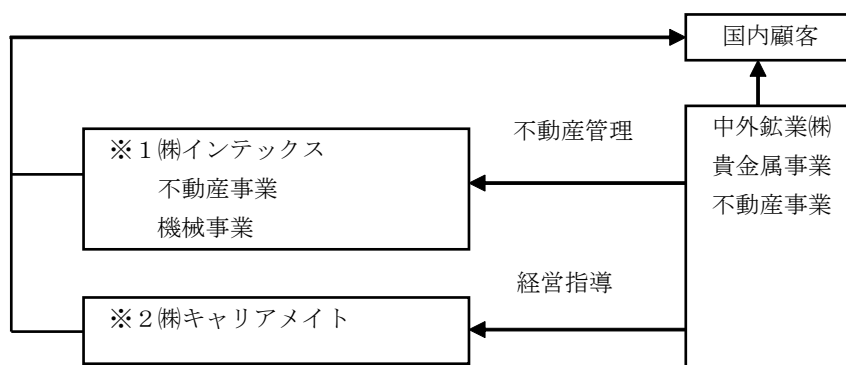 国内顧客
不動産管理
中外鉱業㈱
貴金属事業
不動産事業
※1㈱インテックス
不動産事業
機械事業
経営指導
※2㈱キャリアメイト